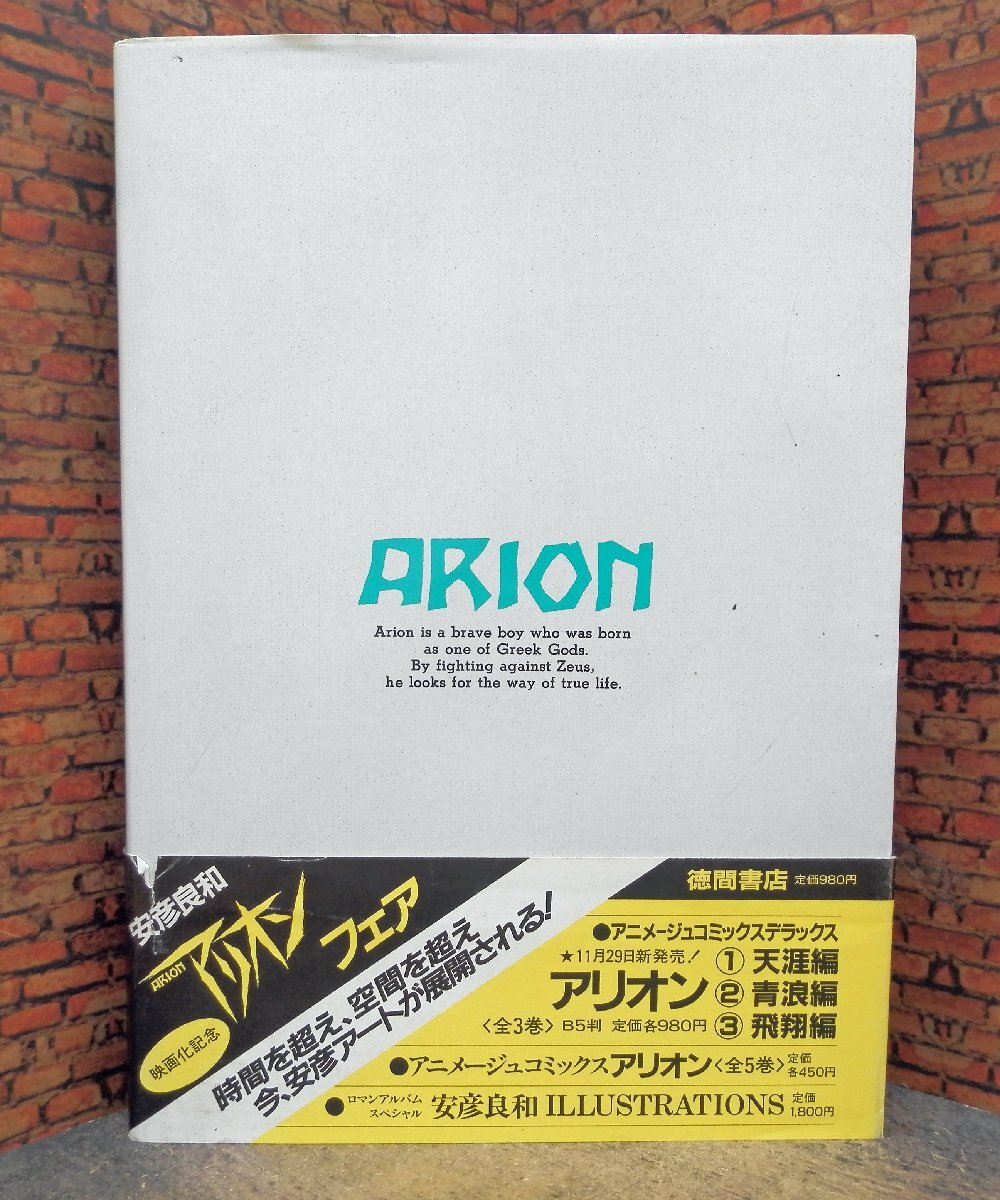 ARION
Arion is a brave boy who was born
as one of Greek Gods.
By fighting against Zeus,
he looks for the way of true life.
安彦良和
ARION アリオン
フェア
映画化記念
時間を超え、空間を超え
今、安彦アートが展開される!
徳間書店 定価980円
●アニメージュコミックスデラックス
★11月29日新発売!
アリオン
〈全3巻〉B5判 定価各980円
①天涯編
②青浪編
③飛翔編
●アニメージュコミックス アリオン〈全5巻〉定価各450円
●ロマンアルバムスペシャル 安彦良和 ILLUSTRATIONS 定価1,800円